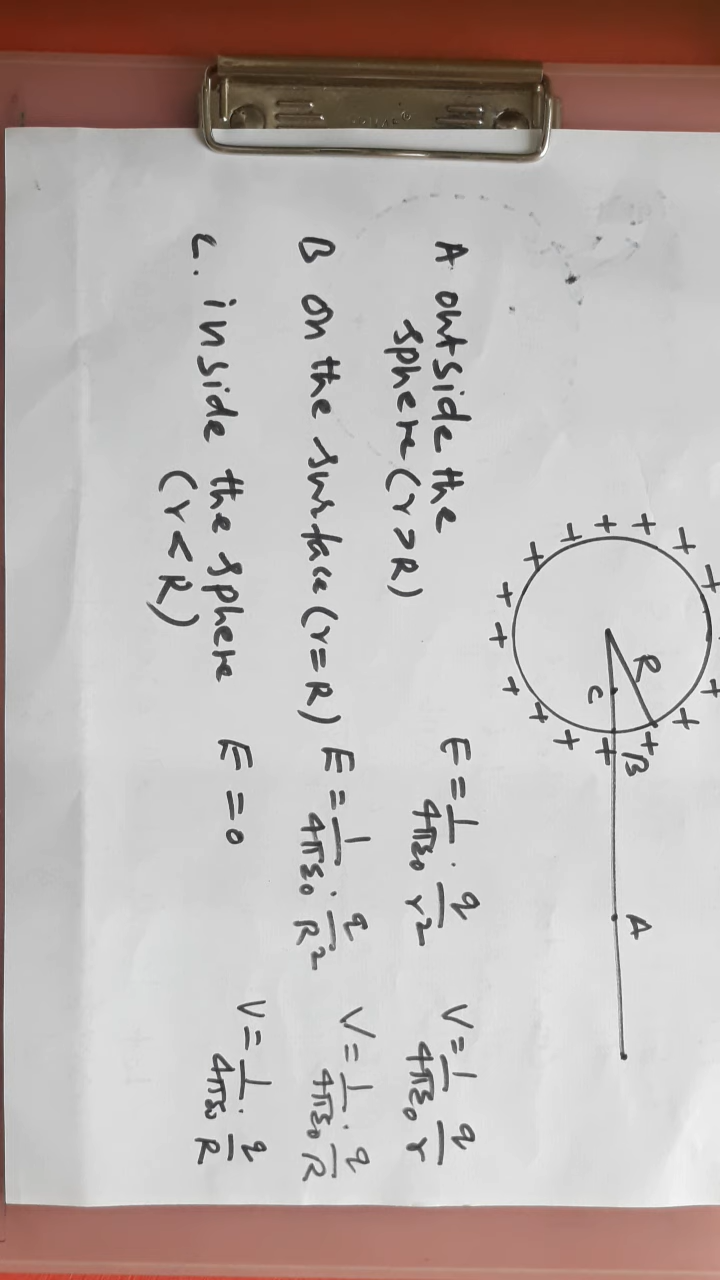 + + + + + + + + + + + + + + + +
R
C
B
A
A outside the E = 1/4πε0 · q/r2 V = 1/4πε0 q/r
sphere (r > R)
B on the surface (r = R) E = 1/4πε0 · q/R2 V = 1/4πε0 · q/R
C. inside the sphere E = 0 V = 1/4πε0 · q/R
(r < R)